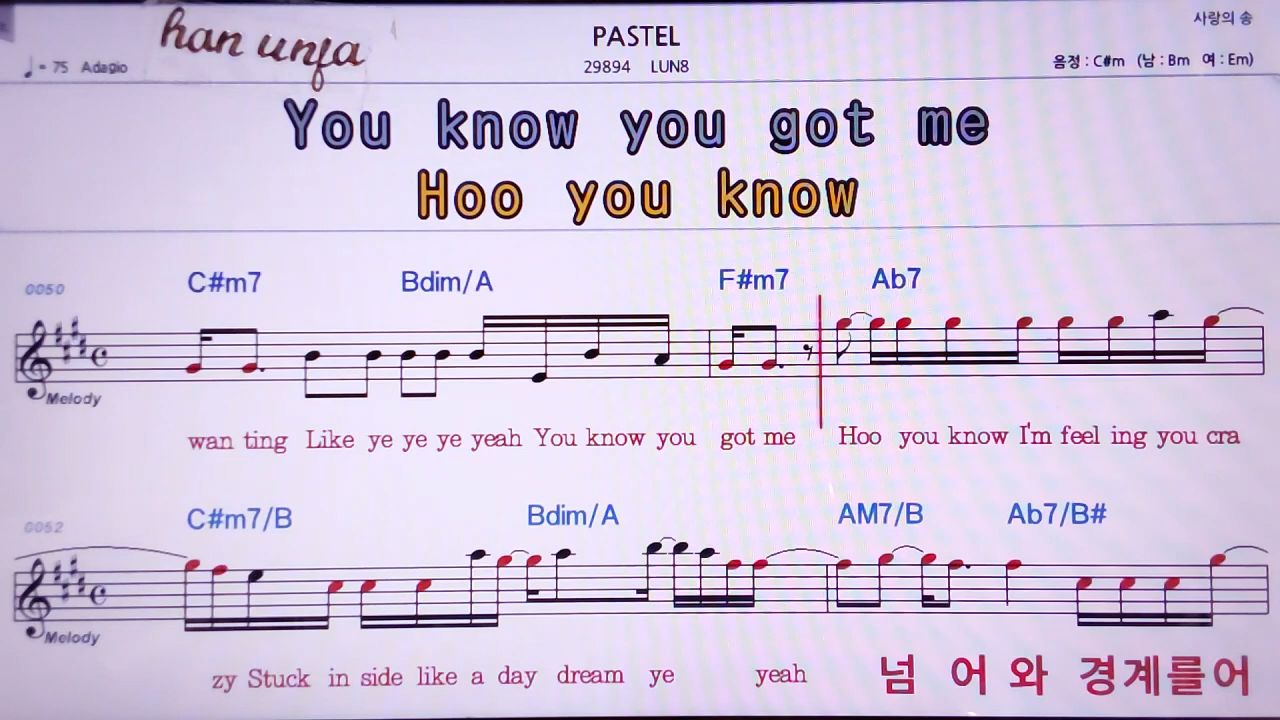 사랑의 송
han unfa
PASTEL
♩ = 75 Adagio
29894 LUN8
음정 : C#m (남 : Bm 여 : Em)
You know you got me
Hoo you know
0050 C#m7 Bdim/A F#m7 Ab7
Melody
wan ting Like ye ye ye yeah You know you got me Hoo you know I'm feel ing you cra
0052 C#m7/B Bdim/A AM7/B Ab7/B#
Melody
zy Stuck in side like a day dream ye yeah 넘 어 와 경계를어